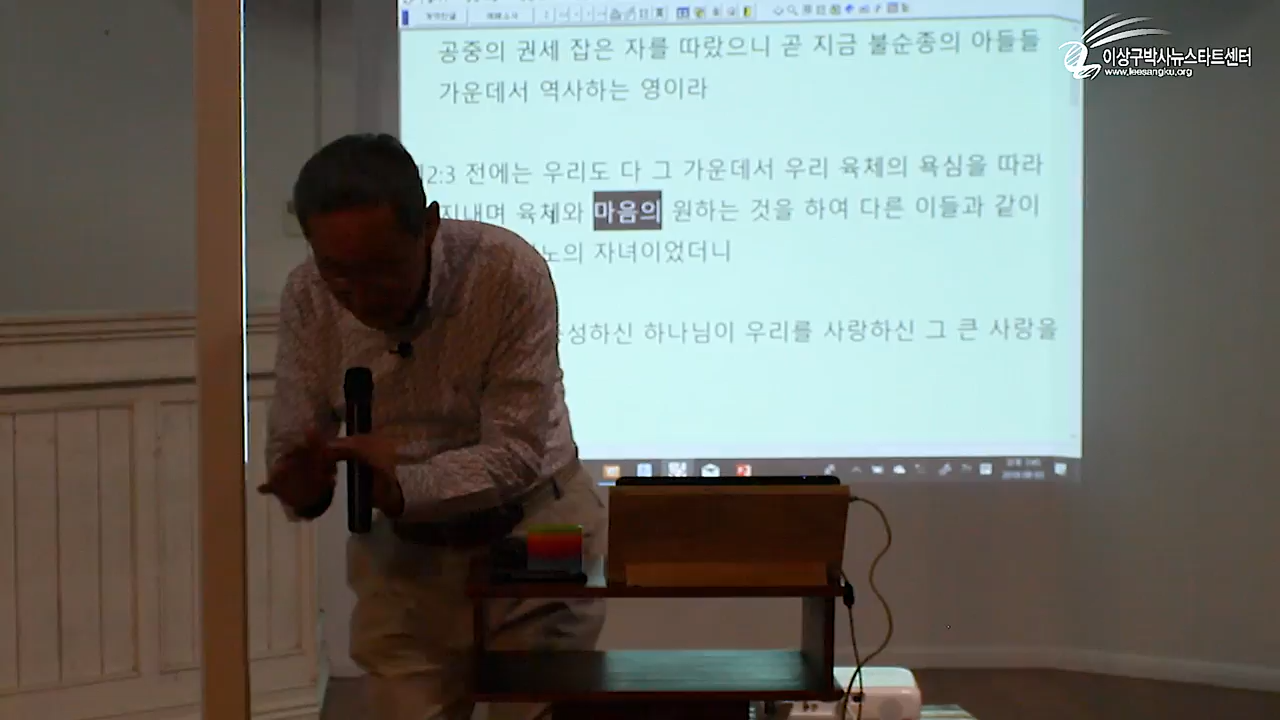 이상구박사뉴스타트센터
www.leesangku.org
공중의 권세 잡은 자를 따랐으니 곧 지금 불순종의 아들들
가운데서 역사하는 영이라
2:3 전에는 우리도 다 그 가운데서 우리 육체의 욕심을 따라
지내며 육체와 마음의 원하는 것을 하여 다른 이들과 같이
노의 자녀이었더니
성하신 하나님이 우리를 사랑하신 그 큰 사랑을